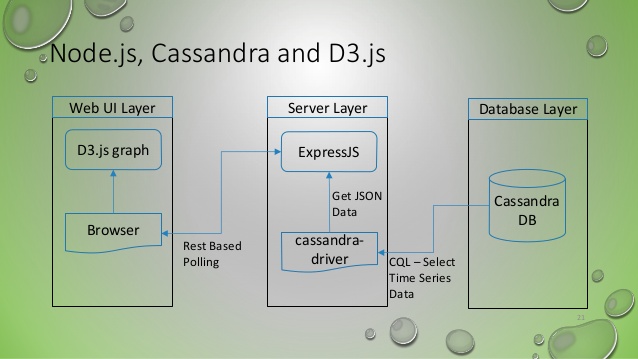 Node.js, Cassandra and D3.js
Web UI Layer
D3.js graph
Browser
Rest Based
Polling
Server Layer
ExpressJS
Get JSON
Data
cassandra-
driver
CQL – Select
Time Series
Data
Database Layer
Cassandra
DB
21